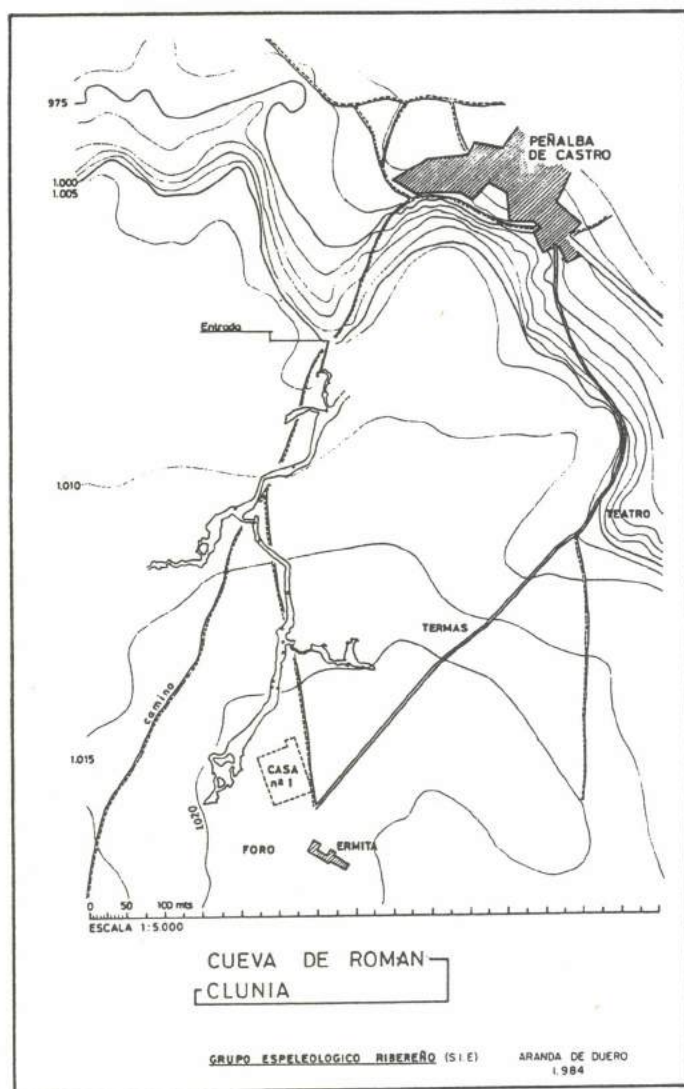 975
PEÑALBA
DE CASTRO
1.000
1.005
Entrada
1.010
TEATRO
TERMAS
camino
1.015
CASA
nº 1
1.020
FORO
ERMITA
0 50 100 mts
ESCALA 1:5.000
CUEVA DE ROMAN
CLUNIA
GRUPO ESPELEOLOGICO RIBEREÑO (S.I.E) ARANDA DE DUERO
1.984